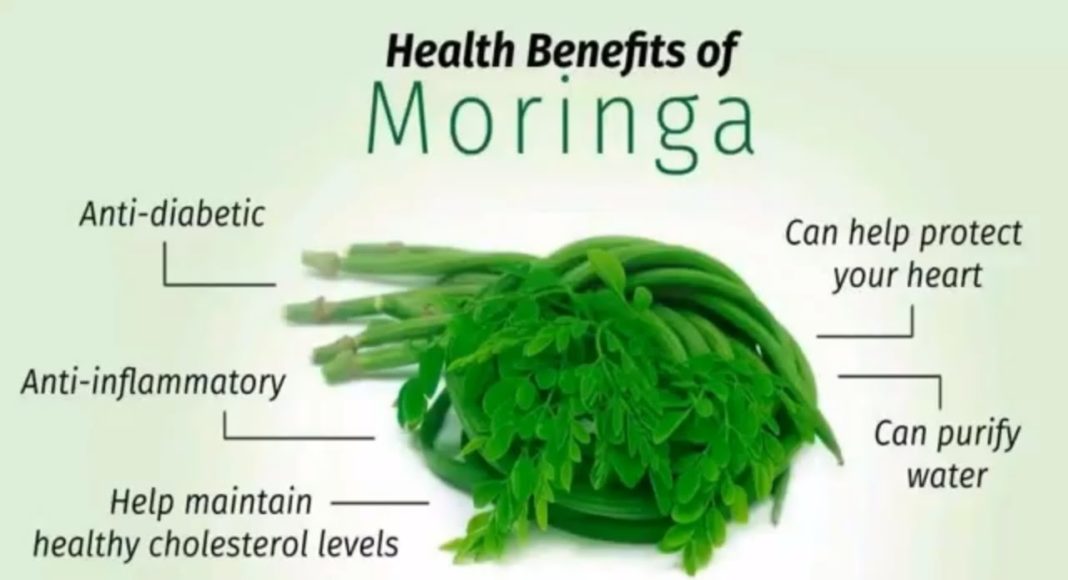 Health Benefits of
Moringa
Anti-diabetic
Can help protect
your heart
Anti-inflammatory
Can purify
water
Help maintain
healthy cholesterol levels